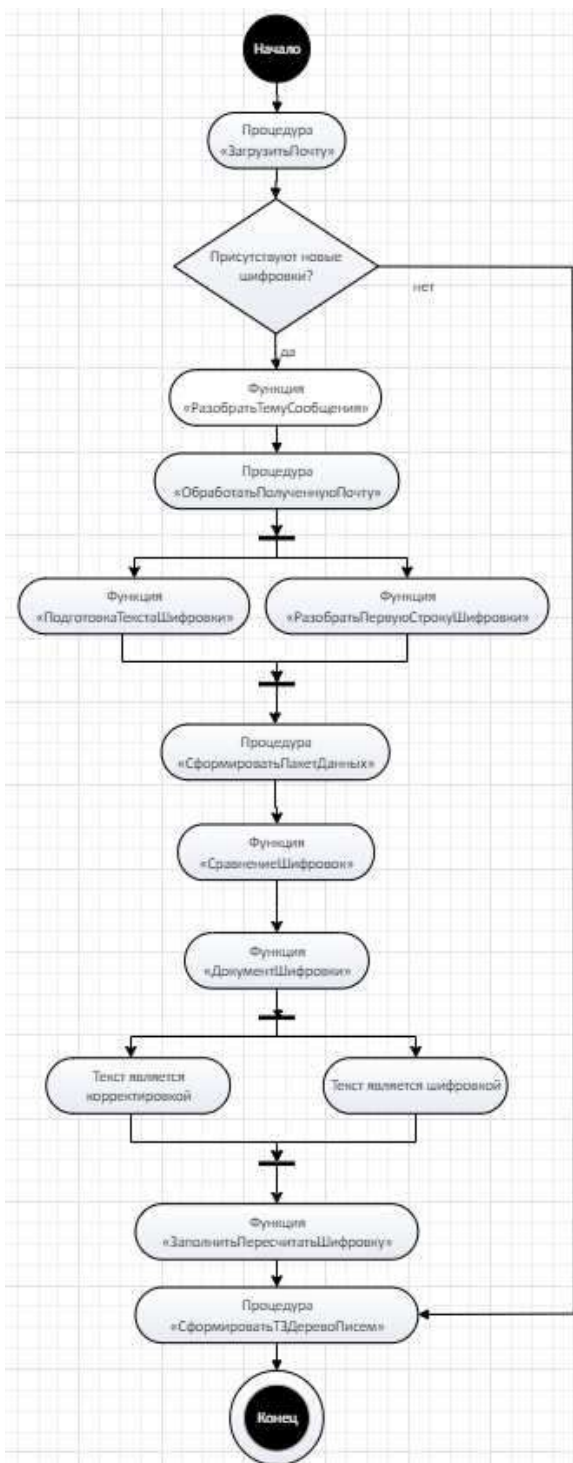 Начало
Процедура
«ЗагрузитьПочту»
Присутствуют новые
шифровки?
нет
да
Функция
«РазобратьТемуСообщения»
Процедура
«ОбработатьПолученнуюПочту»
Функция
«ПодготовкаТекстаШифровки»
Функция
«РазобратьПервуюСтрокуШифровки»
Процедура
«СформироватьПакетДанных»
Функция
«СравнениеШифровок»
Функция
«ДокументШифровки»
Текст является
корректировкой
Текст является шифровкой
Функция
«ЗаполнитьПересчитатьШифровку»
Процедура
«СформироватьТЗДеревоПисем»
Конец